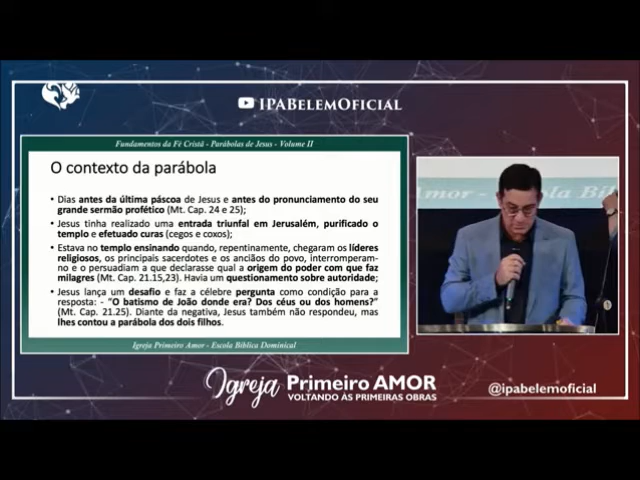 IPABelemOficial
Fundamentos da Fé Cristã - Parábolas de Jesus - Volume II
O contexto da parábola
• Dias antes da última páscoa de Jesus e antes do pronunciamento do seu
grande sermão profético (Mt. Cap. 24 e 25);
• Jesus tinha realizado uma entrada triunfal em Jerusalém, purificado o
templo e efetuado curas (cegos e coxos);
• Estava no templo ensinando quando, repentinamente, chegaram os líderes
religiosos, os principais sacerdotes e os anciãos do povo, interromperam-
no e o persuadiam a que declarasse qual a origem do poder com que faz
milagres (Mt. Cap. 21.15,23). Havia um questionamento sobre autoridade;
• Jesus lança um desafio e faz a célebre pergunta como condição para a
resposta: - “O batismo de João donde era? Dos céus ou dos homens?”
(Mt. Cap. 21.25). Diante da negativa, Jesus também não respondeu, mas
lhes contou a parábola dos dois filhos.
Igreja Primeiro Amor - Escola Bíblica Dominical
Amor - Escola Bíbli
Igreja Primeiro AMOR
VOLTANDO ÀS PRIMEIRAS OBRAS
@ipabelemoficial